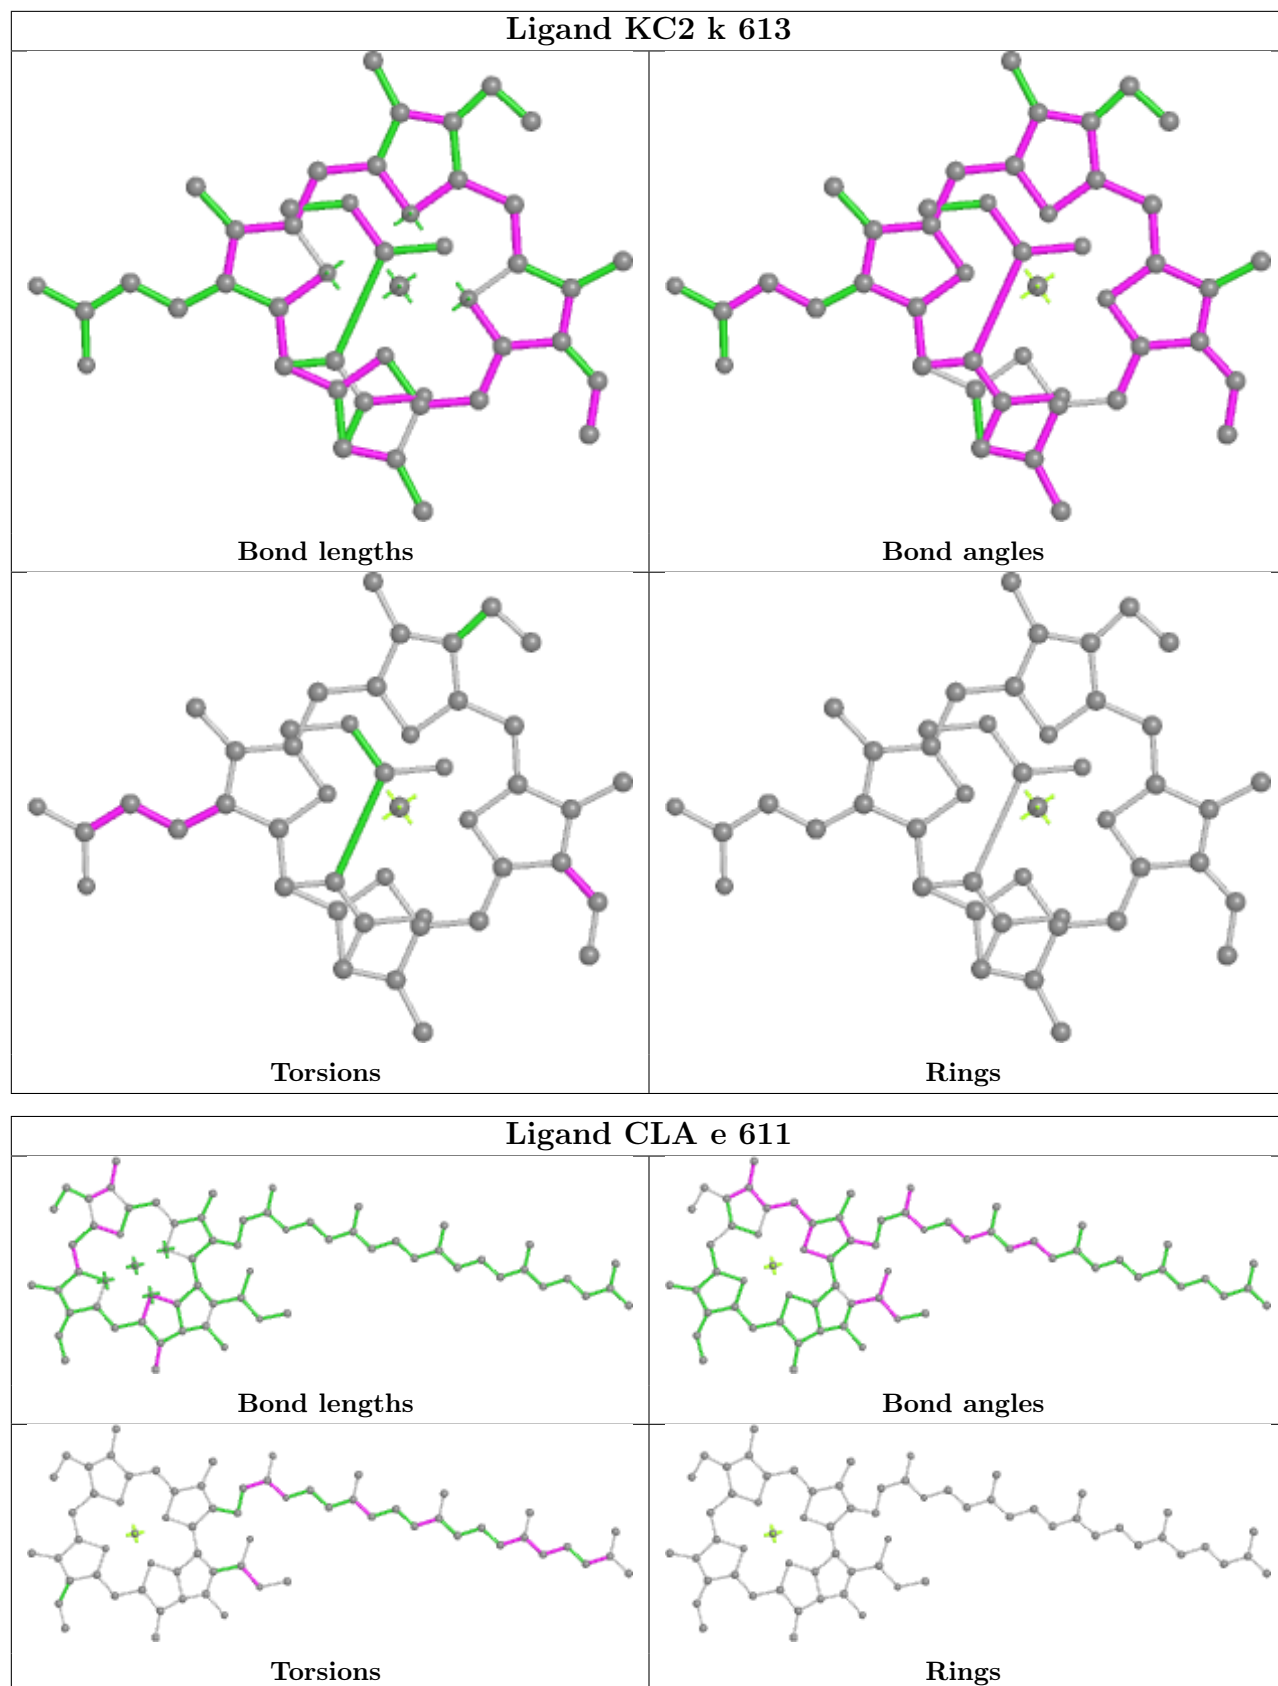 Ligand KC2 k 613
Bond lengths
Bond angles
Torsions
Rings
Ligand CLA e 611
Bond lengths
Bond angles
Torsions
Rings